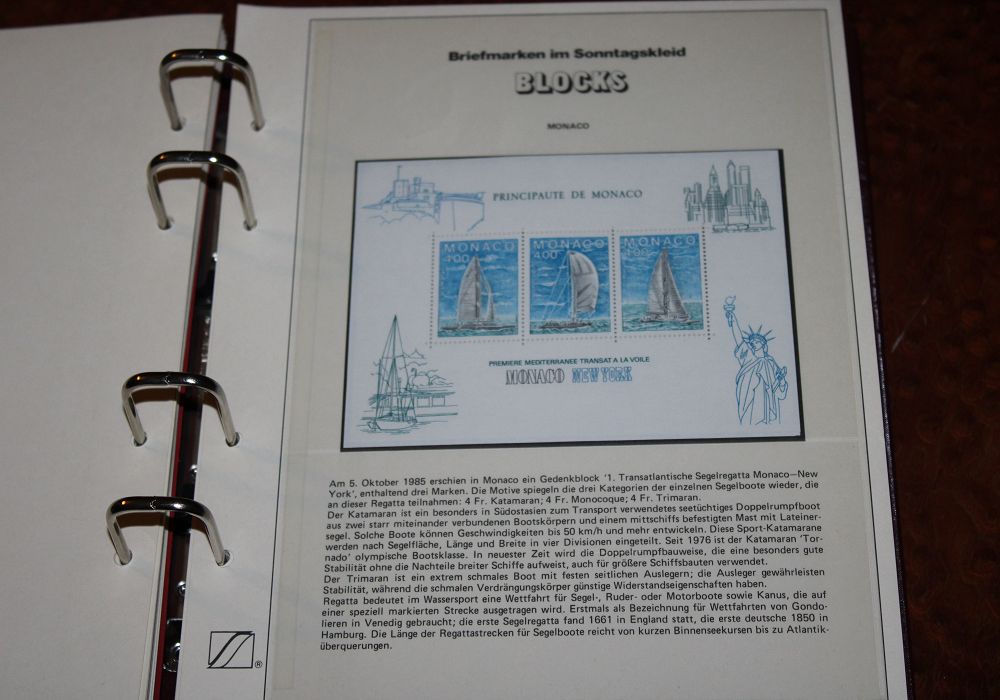 Briefmarken im Sonntagskleid
BLOCKS
MONACO
PRINCIPAUTE DE MONACO
MONACO MONACO MONACO
4.00 4.00 4.00
PREMIERE MEDITERRANEE TRANSAT A LA VOILE
MONACO NEW YORK
Am 5. Oktober 1985 erschien in Monaco ein Gedenkblock '1. Transatlantische Segelregatta Monaco—New
York', enthaltend drei Marken. Die Motive spiegeln die drei Kategorien der einzelnen Segelboote wieder, die
an dieser Regatta teilnahmen: 4 Fr. Katamaran; 4 Fr. Monocoque; 4 Fr. Trimaran.
Der Katamaran ist ein besonders in Südostasien zum Transport verwendetes seetüchtiges Doppelrumpfboot
aus zwei starr miteinander verbundenen Bootskörpern und einem mittschiffs befestigten Mast mit Lateiner-
segel. Solche Boote können Geschwindigkeiten bis 50 km/h und mehr entwickeln. Diese Sport-Katamarane
werden nach Segelfläche, Länge und Breite in vier Divisionen eingeteilt. Seit 1976 ist der Katamaran 'Tor-
nado' olympische Bootsklasse. In neuester Zeit wird die Doppelrumpfbauweise, die eine besonders gute
Stabilität ohne die Nachteile breiter Schiffe aufweist, auch für größere Schiffsbauten verwendet.
Der Trimaran ist ein extrem schmales Boot mit festen seitlichen Auslegern; die Ausleger gewährleisten
Stabilität, während die schmalen Verdrängungskörper günstige Widerstandseigenschaften haben.
Regatta bedeutet im Wassersport eine Wettfahrt für Segel-, Ruder- oder Motorboote sowie Kanus, die auf
einer speziell markierten Strecke ausgetragen wird. Erstmals als Bezeichnung für Wettfahrten von Gondo-
lieren in Venedig gebraucht; die erste Segelregatta fand 1661 in England statt, die erste deutsche 1850 in
Hamburg. Die Länge der Regattastrecken für Segelboote reicht von kurzen Binnenseekursen bis zu Atlantik-
überquerungen.
®